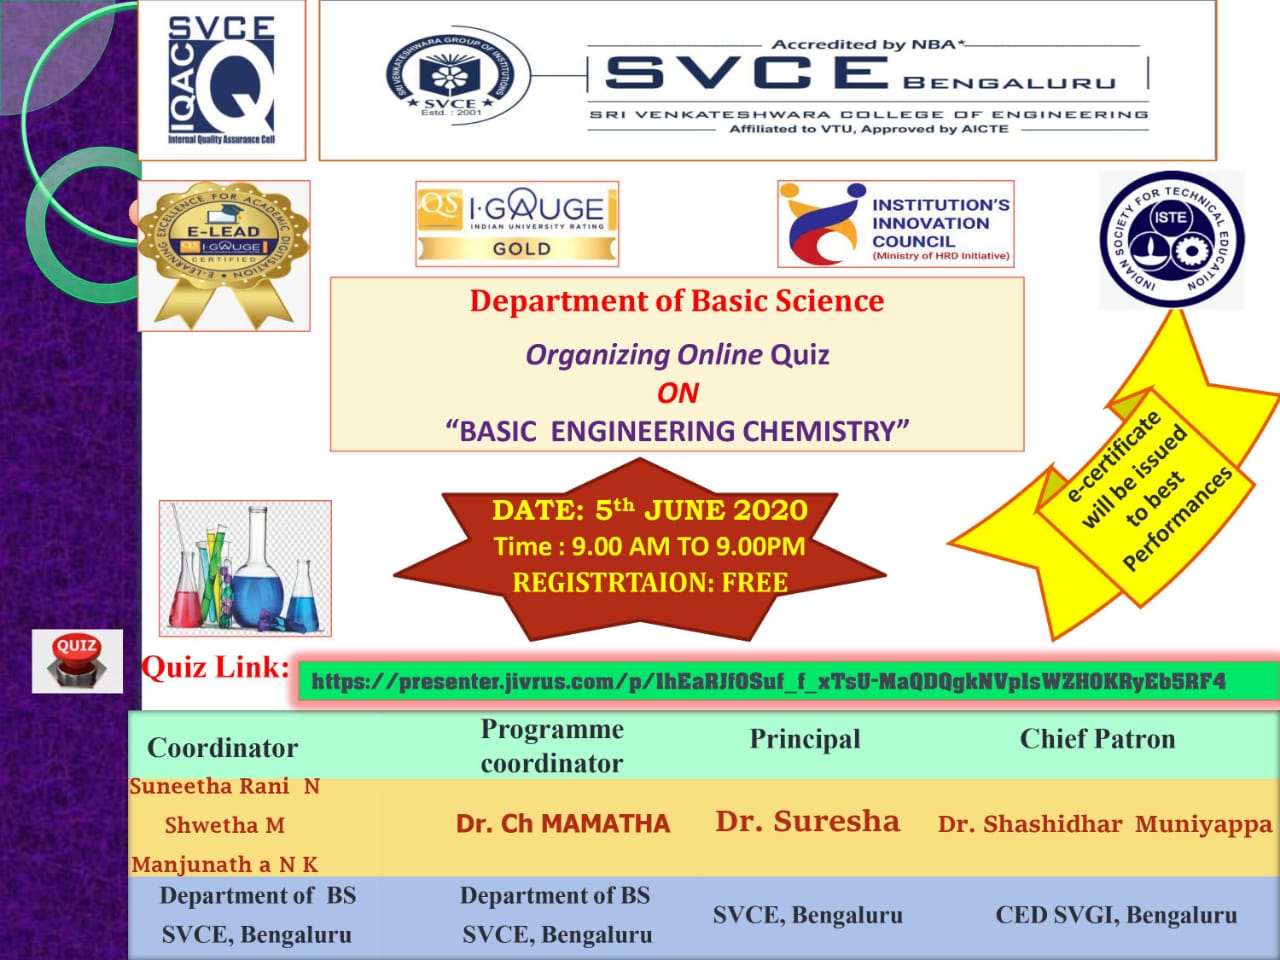 SVCE
IQAC
Internal Quality Assurance Cell
SRI VENKATESHWARA GROUP OF INSTITUTIONS
SVCE
Estd. : 2001
Accredited by NBA*
SVCE BENGALURU
SRI VENKATESHWARA COLLEGE OF ENGINEERING
Affiliated to VTU, Approved by AICTE
E-LEARNING EXCELLENCE FOR ACADEMIC DIGITISATION
E-LEAD
QS I·GAUGE
CERTIFIED
QS I·GAUGE
INDIAN UNIVERSITY RATING
GOLD
INSTITUTION'S
INNOVATION
COUNCIL
(Ministry of HRD Initiative)
INDIAN SOCIETY FOR TECHNICAL EDUCATION
ISTE
Department of Basic Science
Organizing Online Quiz
ON
“BASIC ENGINEERING CHEMISTRY”
e-certificate
will be issued
to best
Performances
DATE: 5th JUNE 2020
Time : 9.00 AM TO 9.00PM
REGISTRTAION: FREE
QUIZ
Quiz Link: https://presenter.jivrus.com/p/1hEaRJfOSuf_f_xTsU-MaQDQgkNVpIsWZHOKRyEb5RF4
Coordinator
Suneetha Rani N
Shwetha M
Manjunath a N K
Department of BS
SVCE, Bengaluru
Programme
coordinator
Dr. Ch MAMATHA
Department of BS
SVCE, Bengaluru
Principal
Dr. Suresha
SVCE, Bengaluru
Chief Patron
Dr. Shashidhar Muniyappa
CED SVGI, Bengaluru